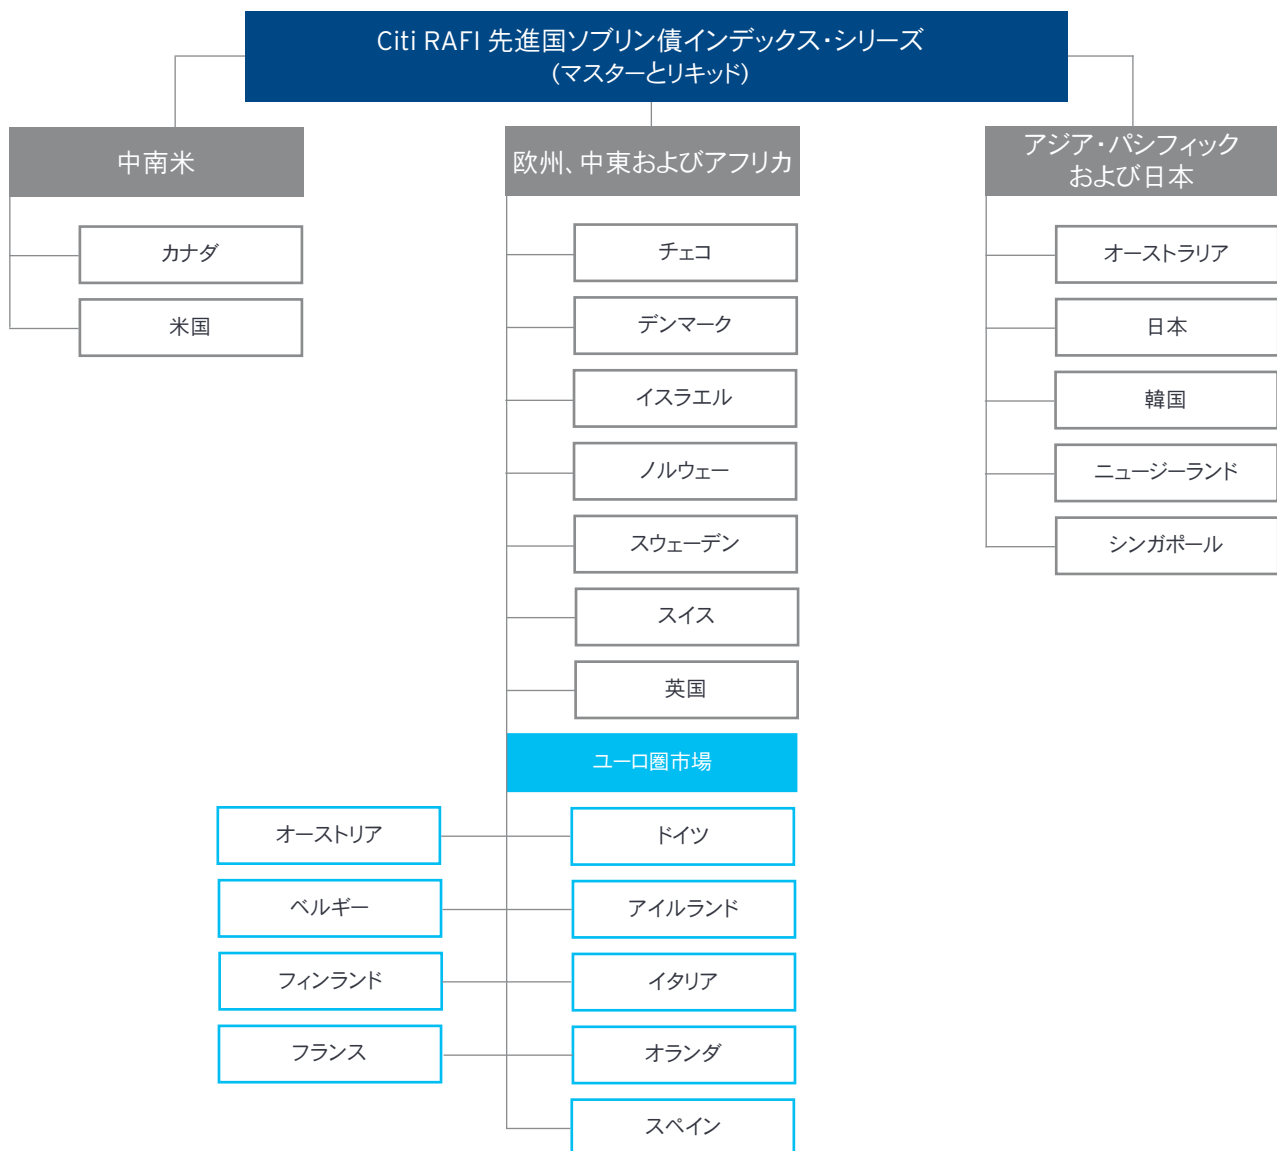 Citi RAFI 先進国ソブリン債インデックス・シリーズ
(マスターとリキッド)
中南米
カナダ
米国
欧州、中東およびアフリカ
チェコ
デンマーク
イスラエル
ノルウェー
スウェーデン
スイス
英国
ユーロ圏市場
オーストリア
ベルギー
フィンランド
フランス
ドイツ
アイルランド
イタリア
オランダ
スペイン
アジア・パシフィック
および日本
オーストラリア
日本
韓国
ニュージーランド
シンガポール